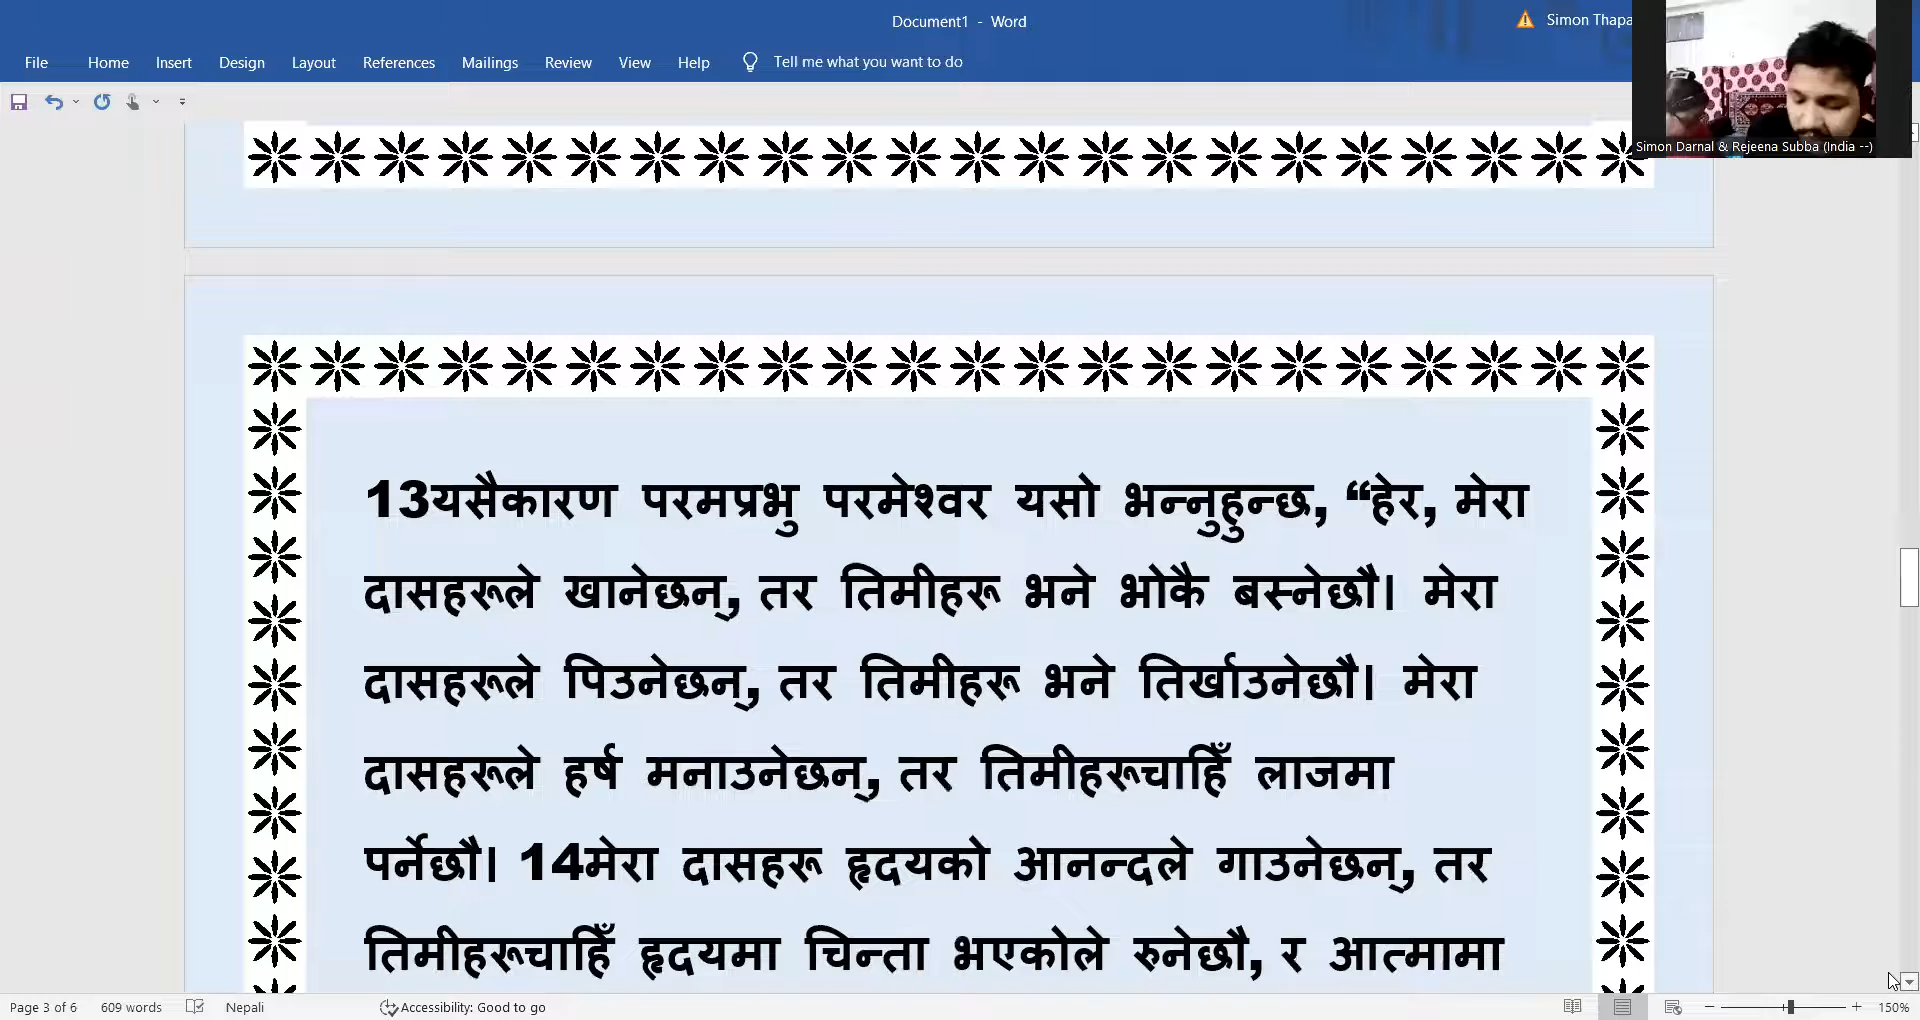 Document1 - Word
Simon Thapa
File Home Insert Design Layout References Mailings Review View Help Tell me what you want to do
Simon Darnal & Rejeena Subba (India --)
13यसैकारण परमप्रभु परमेश्वर यसो भन्नुहुन्छ, “हेर, मेरा
दासहरूले खानेछन्, तर तिमीहरू भने भोकै बस्नेछौ। मेरा
दासहरूले पिउनेछन्, तर तिमीहरू भने तिर्खाउनेछौ। मेरा
दासहरूले हर्ष मनाउनेछन्, तर तिमीहरूचाहिँ लाजमा
पर्नेछौ। 14मेरा दासहरू हृदयको आनन्दले गाउनेछन्, तर
तिमीहरूचाहिँ हृदयमा चिन्ता भएकोले रुनेछौ, र आत्मामा
Page 3 of 6 609 words Nepali Accessibility: Good to go 150%